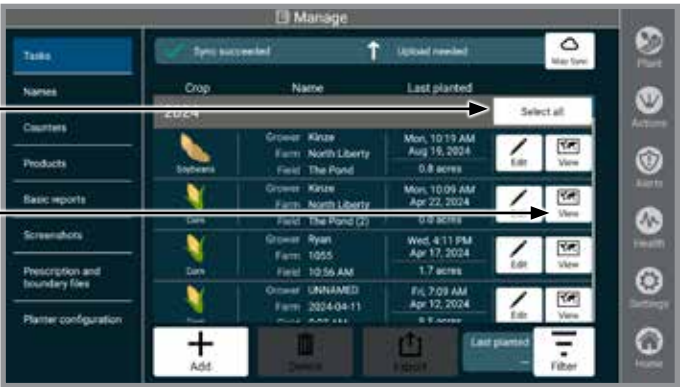 Manage
Tasks
Names
Counters
Products
Basic reports
Screenshots
Prescription and
boundary files
Planter configuration
Sync succeeded
Upload needed
Map Sync
Crop Name Last planted
2024
Select all
Soybeans
Grower Kinze
Farm North Liberty
Field The Pond
Mon, 10:19 AM
Aug 19, 2024
0.8 acres
Edit
View
Corn
Grower Kinze
Farm North Liberty
Field The Pond (2)
Mon, 10:09 AM
Apr 22, 2024
0.0 acres
View
Corn
Grower Ryan
Farm 1055
Field 10:56 AM
Wed, 4:11 PM
Apr 17, 2024
1.7 acres
Edit
View
Corn
Grower UNNAMED
Farm 2024-04-11
Fri, 7:09 AM
Apr 12, 2024
Edit
View
Add
Delete
Export
Last planted
--
Filter
Plant
Actions
Alerts
Health
Settings
Home